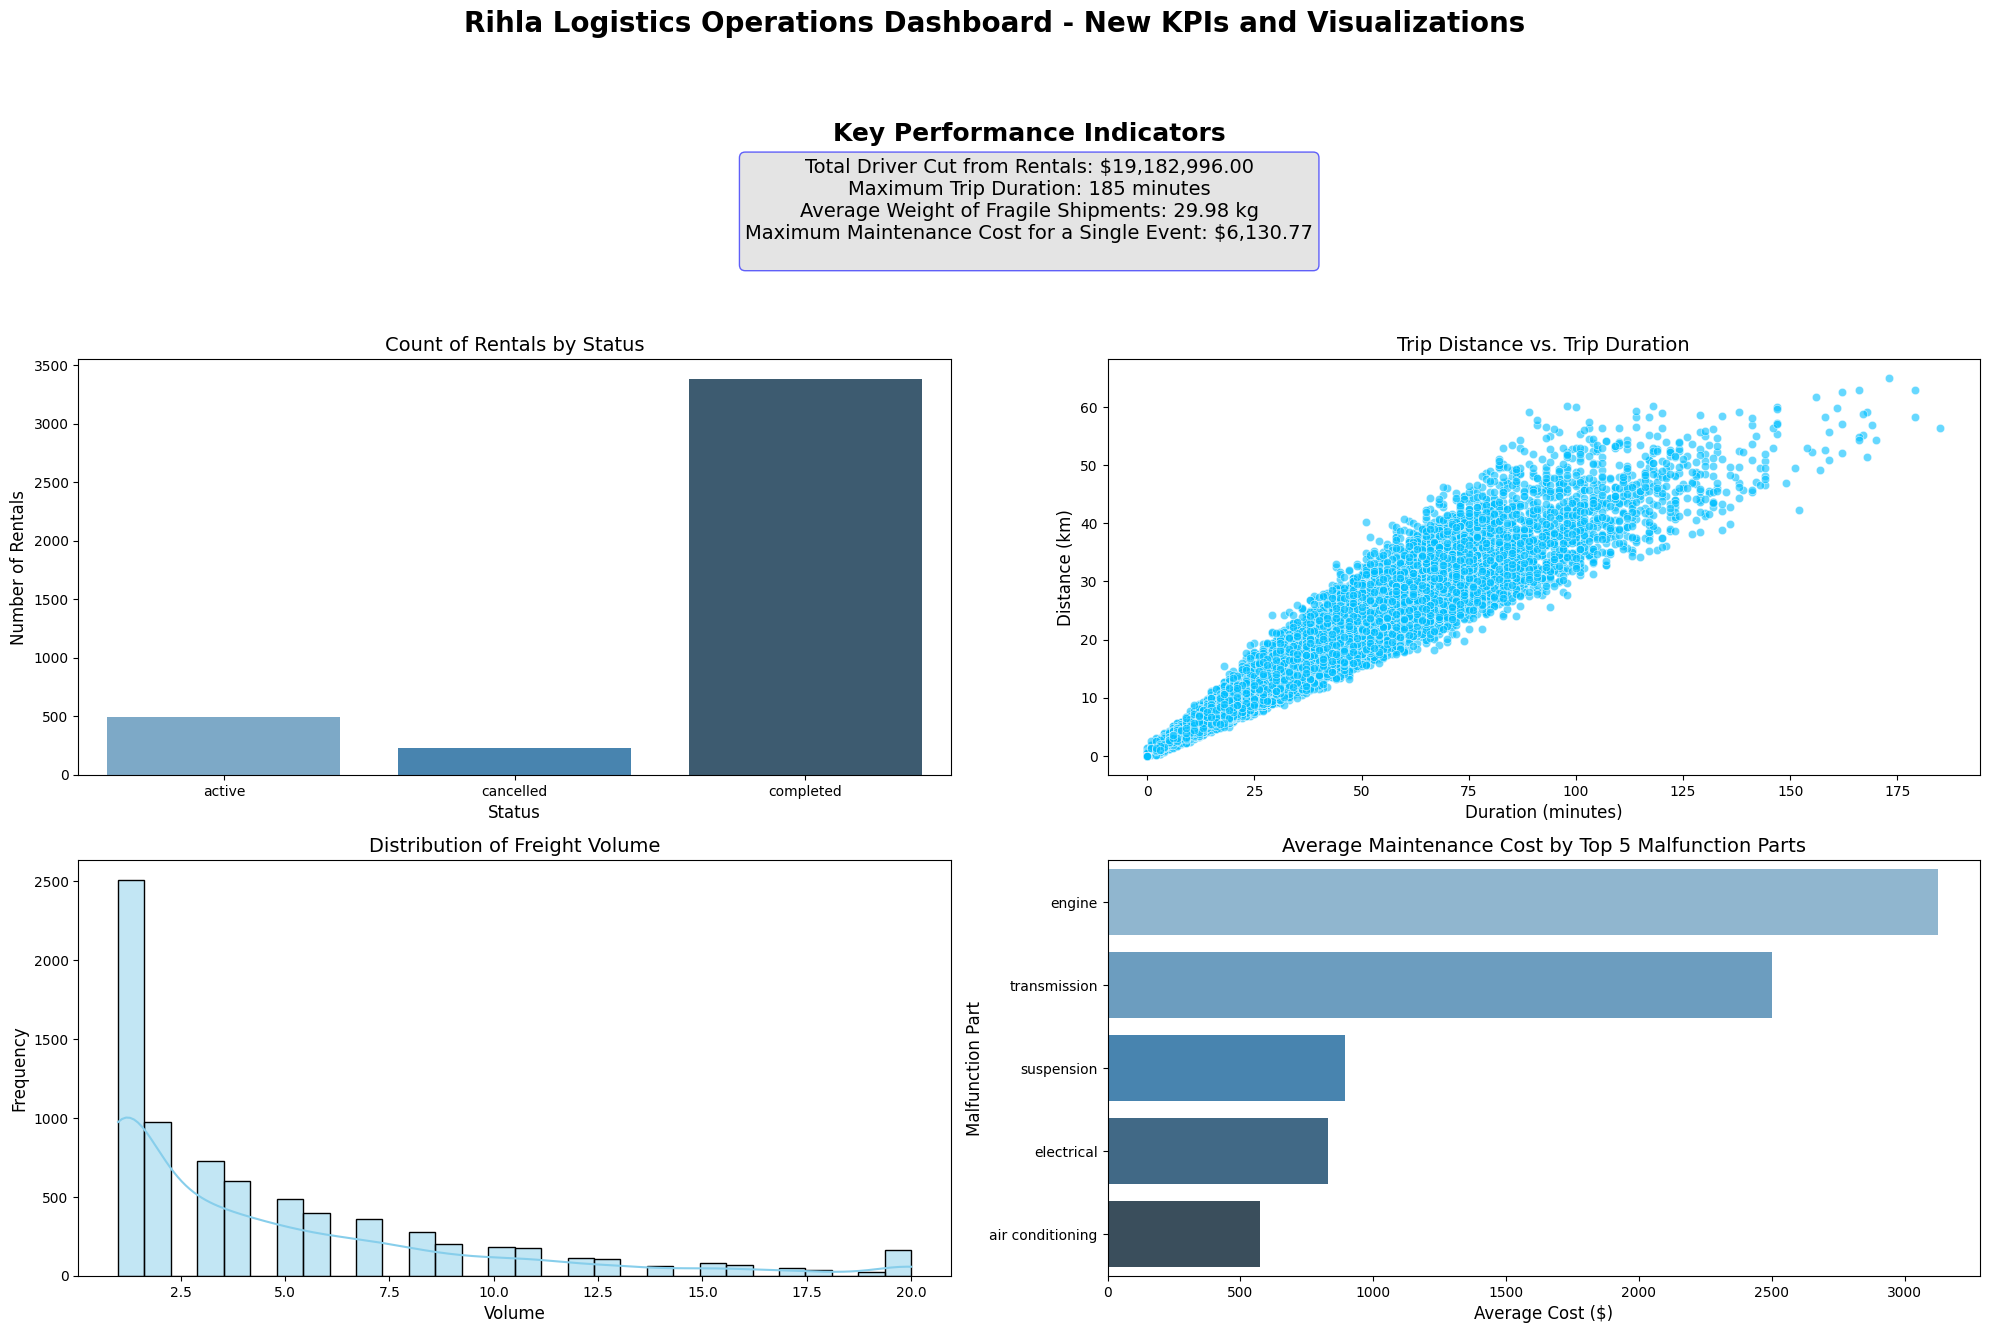 Rihla Logistics Operations Dashboard - New KPIs and Visualizations
Key Performance Indicators
Total Driver Cut from Rentals: $19,182,996.00
Maximum Trip Duration: 185 minutes
Average Weight of Fragile Shipments: 29.98 kg
Maximum Maintenance Cost for a Single Event: $6,130.77
Count of Rentals by Status
Number of Rentals
3500
3000
2500
2000
1500
1000
500
0
active cancelled completed
Status
Trip Distance vs. Trip Duration
Distance (km)
60
50
40
30
20
10
0
0 25 50 75 100 125 150 175
Duration (minutes)
Distribution of Freight Volume
Frequency
2500
2000
1500
1000
500
0
2.5 5.0 7.5 10.0 12.5 15.0 17.5 20.0
Volume
Average Maintenance Cost by Top 5 Malfunction Parts
Malfunction Part
engine
transmission
suspension
electrical
air conditioning
0 500 1000 1500 2000 2500 3000
Average Cost ($)